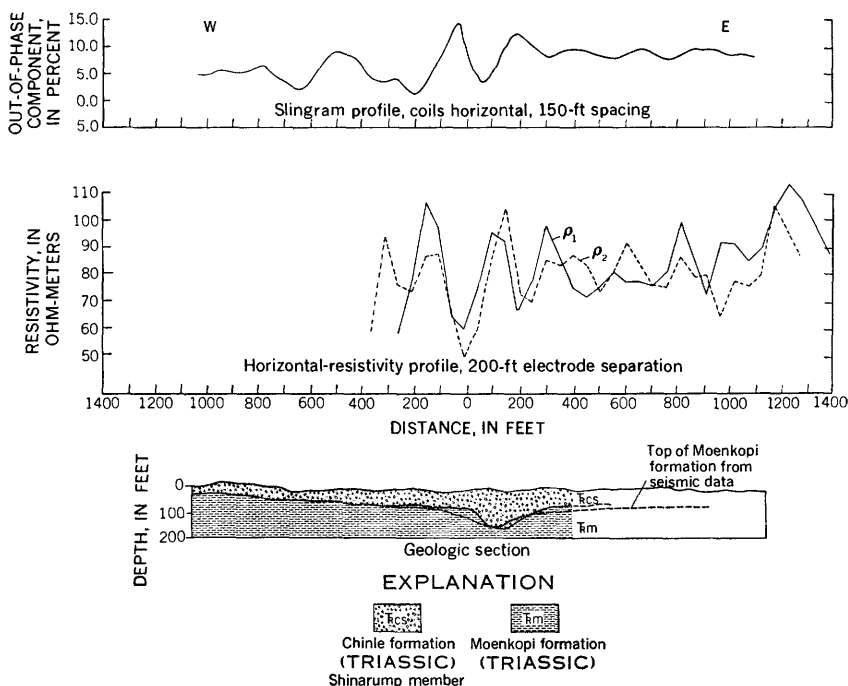 OUT-OF-PHASE
COMPONENT,
IN PERCENT
15.0
10.0
5.0
0.0
5.0
W
E
Slingram profile, coils horizontal, 150-ft spacing
RESISTIVITY, IN
OHM-METERS
110
100
90
80
70
60
50
ρ1
ρ2
Horizontal-resistivity profile, 200-ft electrode separation
1400 1200 1000 800 600 400 200 0 200 400 600 800 1000 1200 1400
DISTANCE, IN FEET
DEPTH, IN FEET
0
100
200
Top of Moenkopi
formation from
seismic data
ꞦCS
Ʀm
Geologic section
EXPLANATION
ꞦCS
Chinle formation
(TRIASSIC)
Shinarump member
Ʀm
Moenkopi formation
(TRIASSIC)